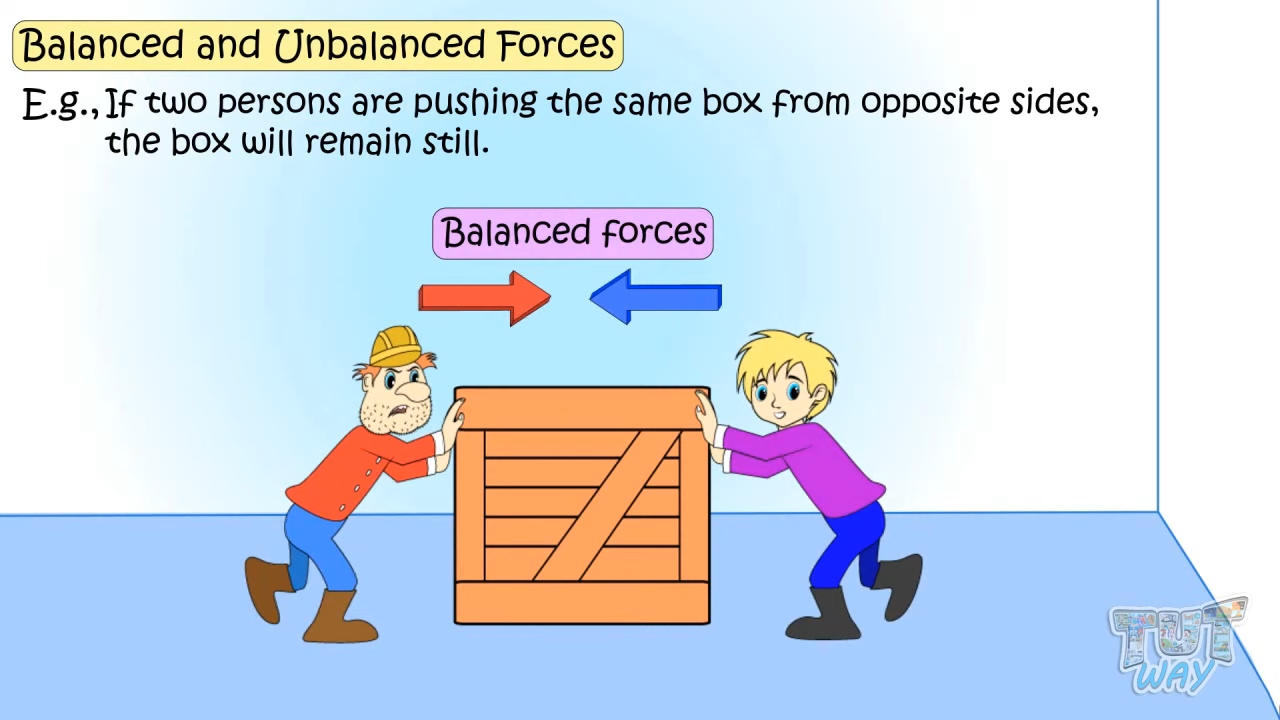 Balanced and Unbalanced Forces
E.g., If two persons are pushing the same box from opposite sides,
the box will remain still.
Balanced forces
TUT
WAY